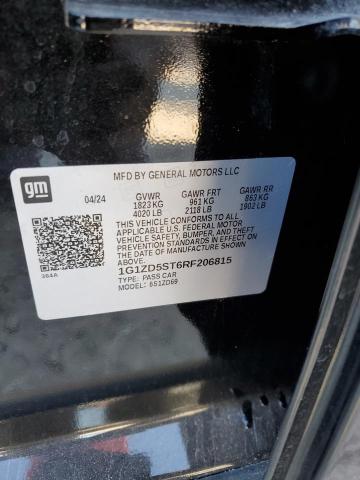 MFD BY GENERAL MOTORS LLC
gm
04/24 GVWR GAWR FRT GAWR RR
1823 KG 961 KG 863 KG
4020 LB 2118 LB 1902 LB
THIS VEHICLE CONFORMS TO ALL
APPLICABLE U.S. FEDERAL MOTOR
VEHICLE SAFETY, BUMPER, AND THEFT
PREVENTION STANDARDS IN EFFECT ON THE
DATE OF MANUFACTURE SHOWN ABOVE.
1G1ZD5ST6RF206815
TYPE: PASS CAR
MODEL: 6S1ZD69